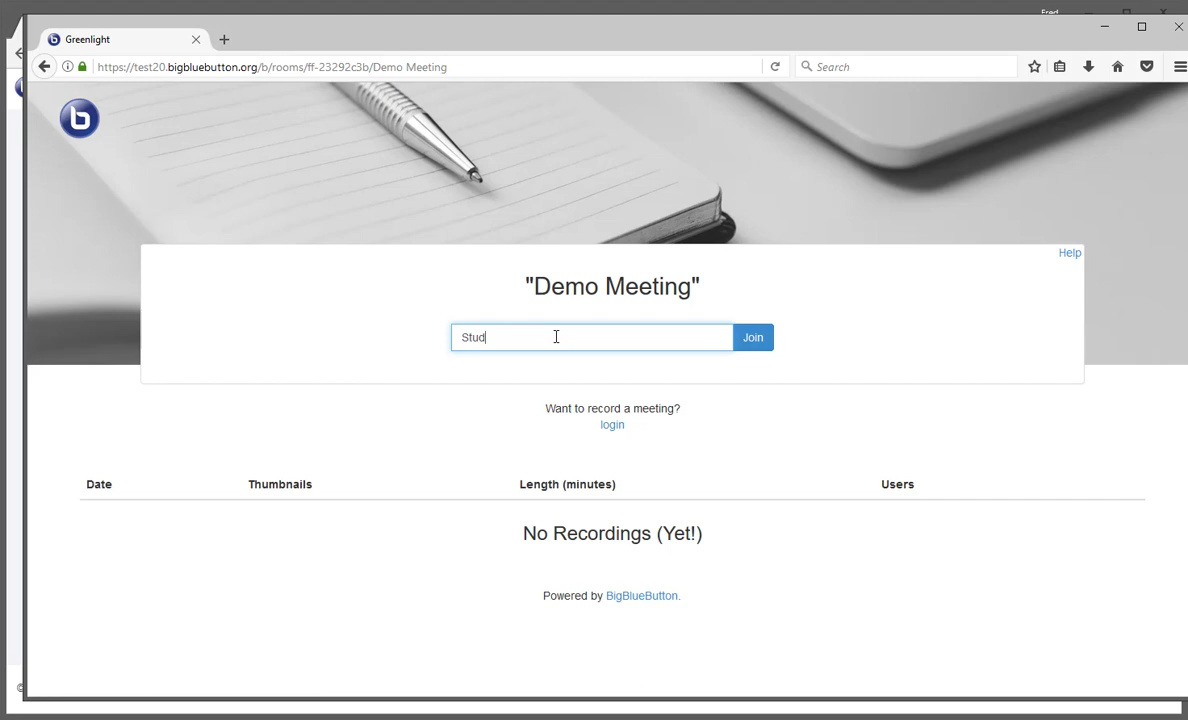 Fred
Greenlight
https://test20.bigbluebutton.org/b/rooms/ff-23292c3b/Demo Meeting
Search
b
Help
"Demo Meeting"
Stud
Join
Want to record a meeting?
login
Date Thumbnails Length (minutes) Users
No Recordings (Yet!)
Powered by BigBlueButton.
©